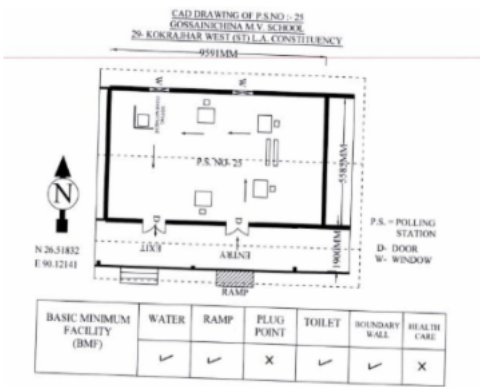 CAD DRAWING OF P.S.NO :- 25
GOSSAINICHINA M.V. SCHOOL
29- KOKRAJHAR WEST (ST) L.A. CONSTITUENCY
9591MM
W
W
P.S. NO- 25
5585MM
N
D
D
EXIT
ENTRY
1900MM
P.S. = POLLING
STATION
D- DOOR
W- WINDOW
N 26.51832
E 90.12141
RAMP
BASIC MINIMUM
FACILITY
(BMF)
WATER
RAMP
PLUG
POINT
TOILET
BOUNDARY
WALL
HEALTH
CARE
✓ ✓ X ✓ ✓ X